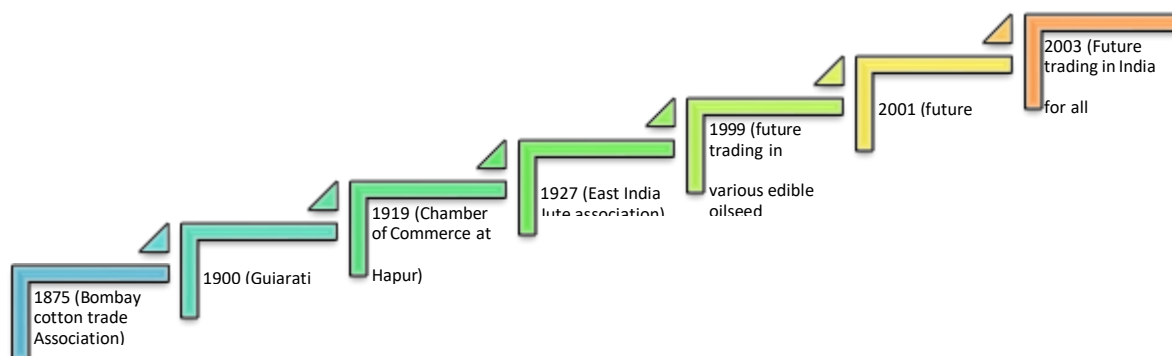 1875 (Bombay
cotton trade
Association)
1900 (Gujarati
1919 (Chamber
of Commerce at
Hapur)
1927 (East India
Jute association)
1999 (future
trading in
various edible
oilseed
2001 (future
2003 (Future
trading in India
for all